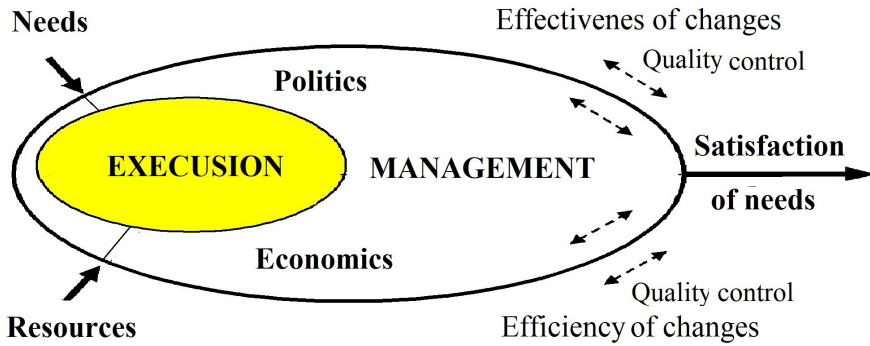 Needs
Effectivenes of changes
Quality control
Politics
EXECUSION
MANAGEMENT
Satisfaction
of needs
Economics
Quality control
Resources
Efficiency of changes